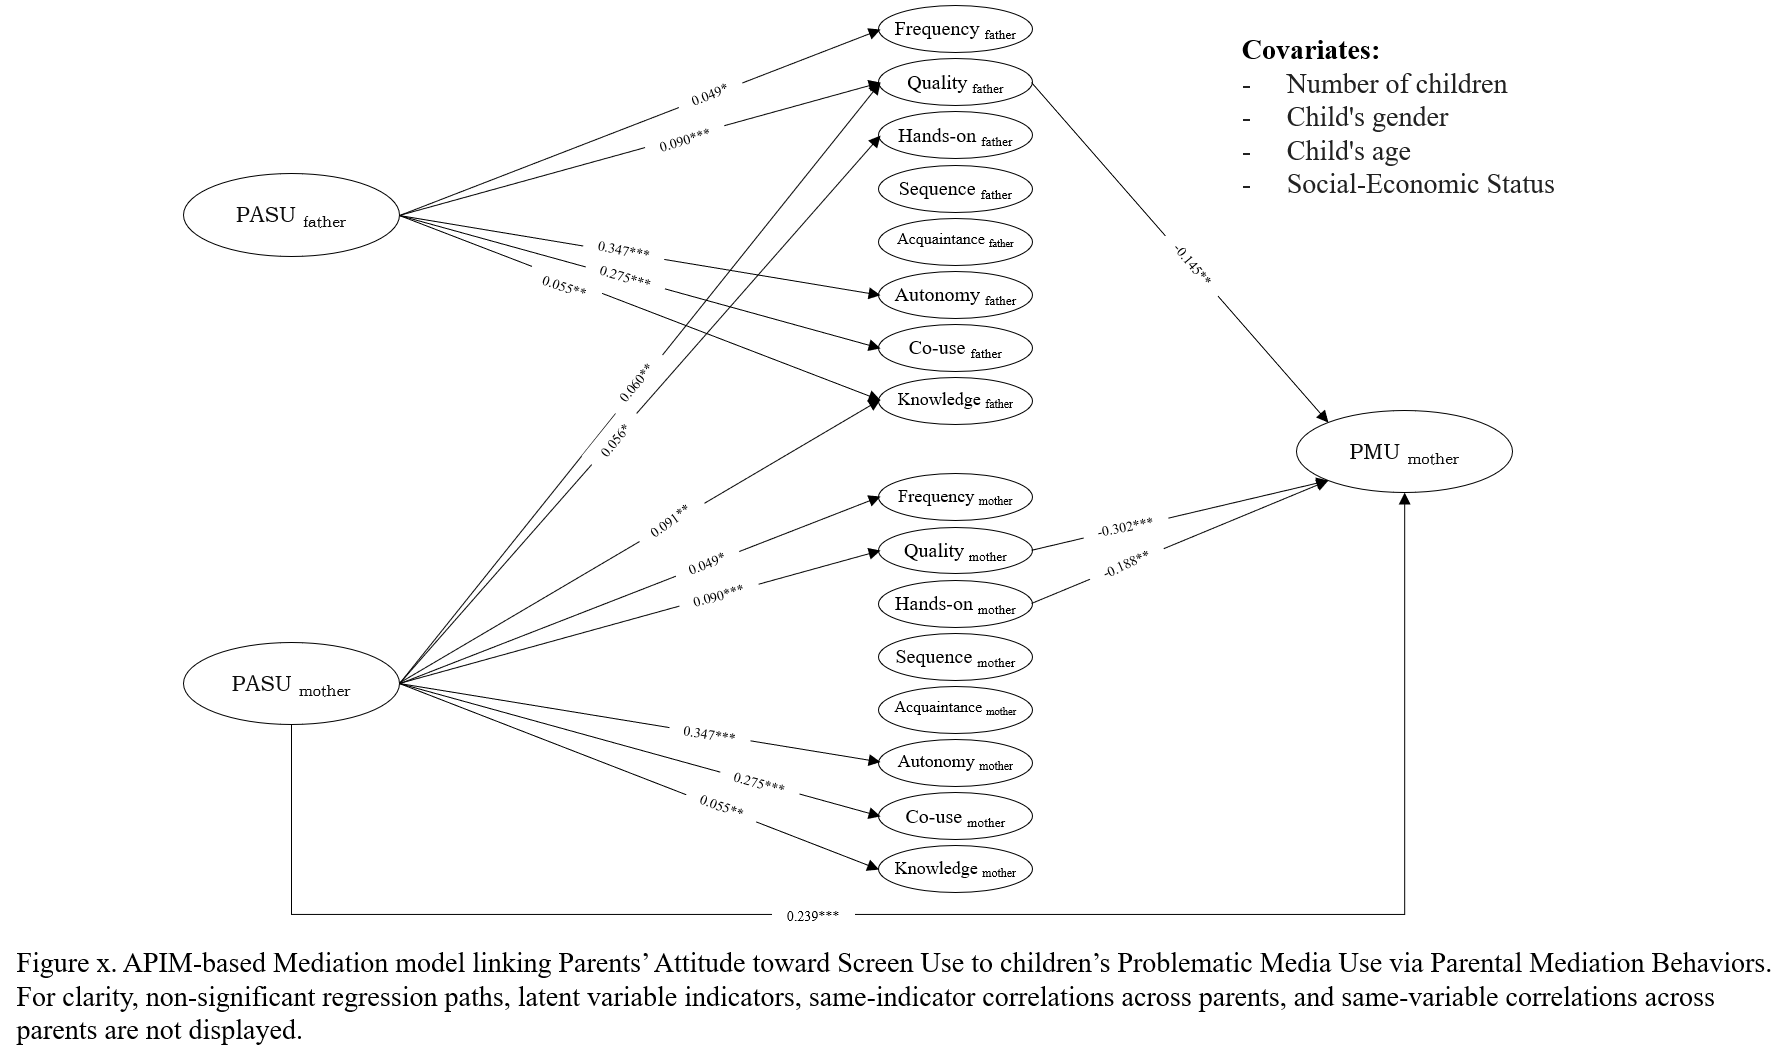 Frequency father
Quality father
Hands-on father
Sequence father
Acquaintance father
Autonomy father
Co-use father
Knowledge father
Covariates:
- Number of children
- Child's gender
- Child's age
- Social-Economic Status
PASU father
0.049*
0.090***
0.347***
0.275***
0.055**
0.060**
0.056*
0.091**
0.049*
0.090***
-0.145**
PMU mother
-0.302***
-0.188**
Frequency mother
Quality mother
Hands-on mother
Sequence mother
Acquaintance mother
Autonomy mother
Co-use mother
Knowledge mother
PASU mother
0.347***
0.275***
0.055**
0.239***
Figure x. APIM-based Mediation model linking Parents’ Attitude toward Screen Use to children’s Problematic Media Use via Parental Mediation Behaviors.
For clarity, non-significant regression paths, latent variable indicators, same-indicator correlations across parents, and same-variable correlations across
parents are not displayed.